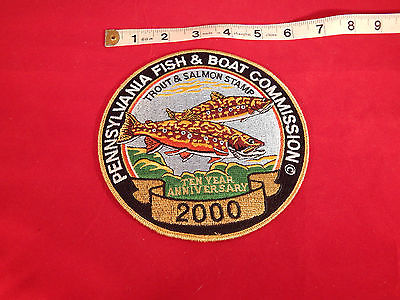 1 2 3 4 5 6 7 8 9
PENNSYLVANIA FISH & BOAT COMMISSION ©
TROUT & SALMON STAMP
TEN YEAR
ANNIVERSARY
2000